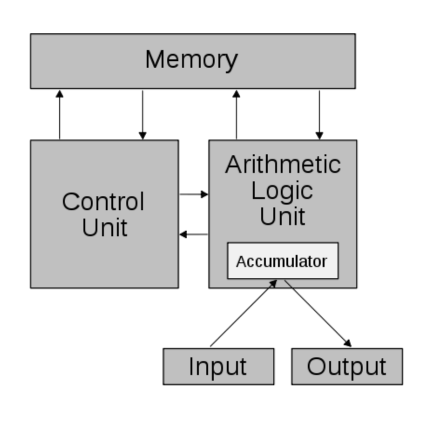 Memory
Control
Unit
Arithmetic
Logic
Unit
Accumulator
Input
Output